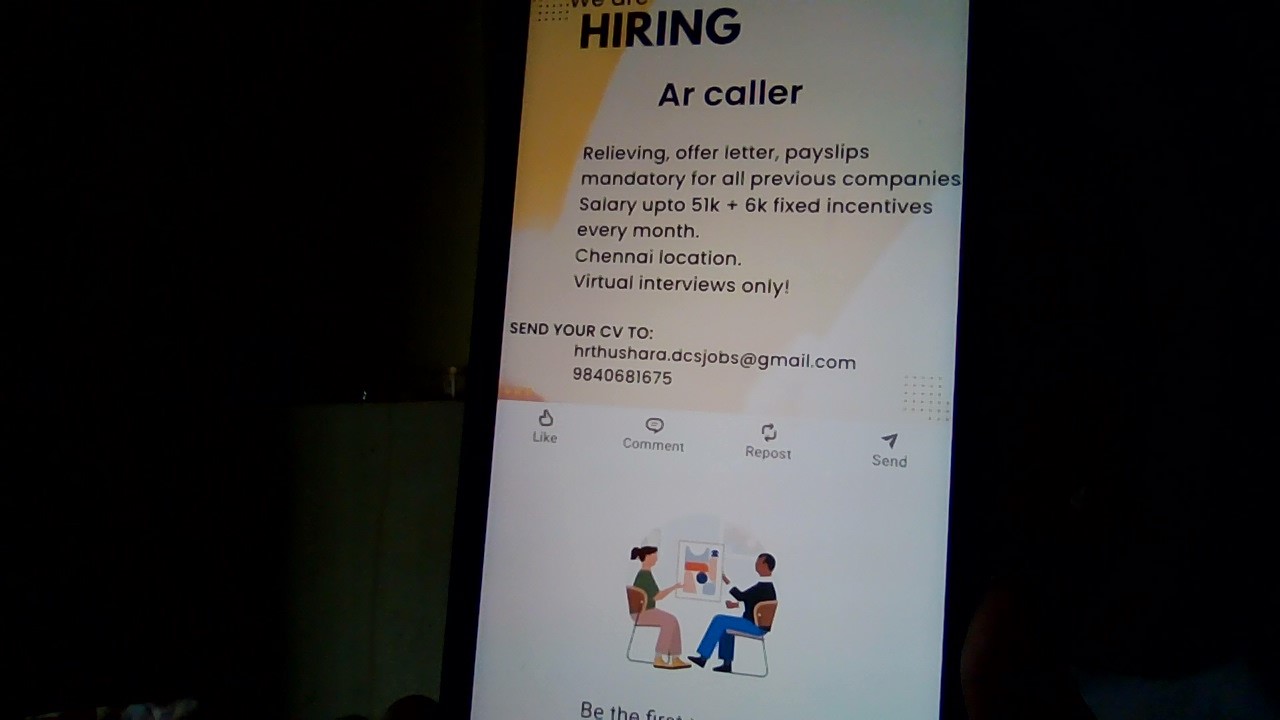 We are
HIRING
Ar caller
Relieving, offer letter, payslips
mandatory for all previous companies
Salary upto 51k + 6k fixed incentives
every month.
Chennai location.
Virtual interviews only!
SEND YOUR CV TO:
hrthushara.dcsjobs@gmail.com
9840681675
Like Comment Repost Send
Be the first